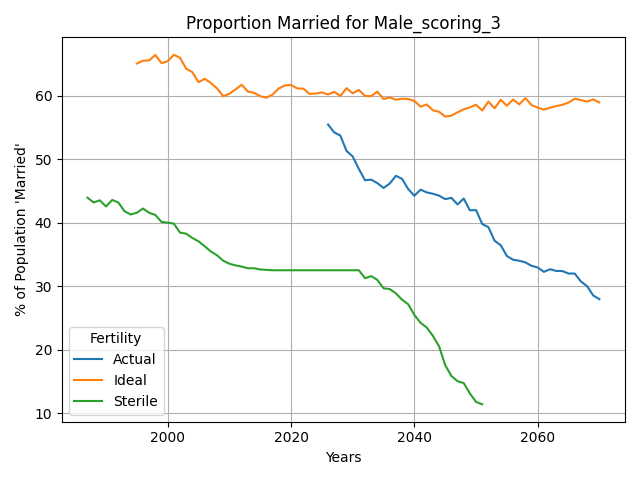 Proportion Married for Male_scoring_3
% of Population 'Married'
60
50
40
30
20
10
Fertility
Actual
Ideal
Sterile
2000 2020 2040 2060
Years